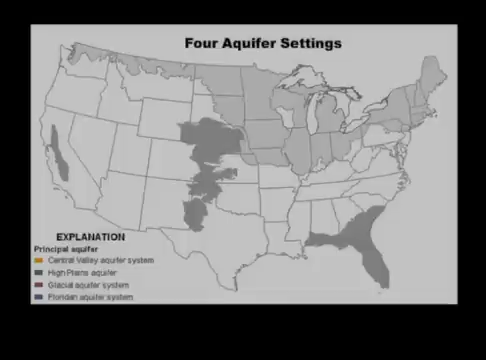 Four Aquifer Settings
EXPLANATION
Principal aquifer
Central Valley aquifer system
High Plains aquifer
Glacial aquifer system
Floridan aquifer system